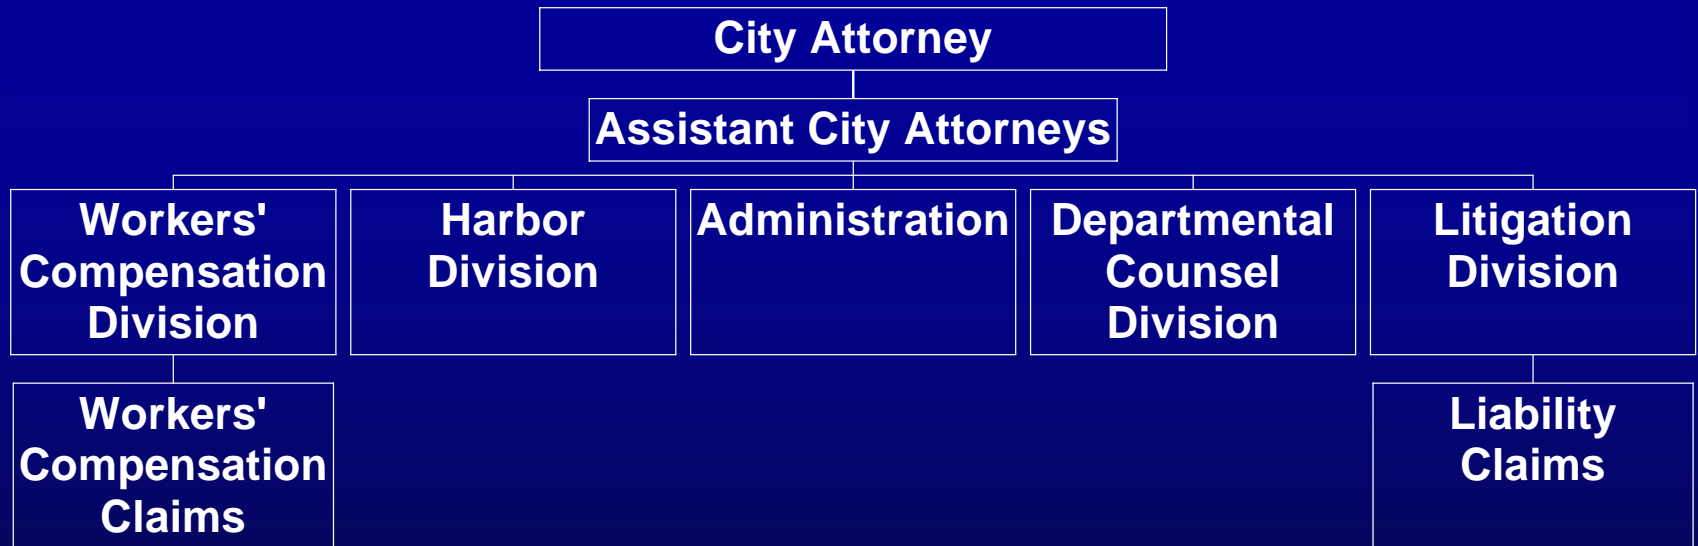 City Attorney
Assistant City Attorneys
Workers'
Compensation
Division
Harbor
Division
Administration
Departmental
Counsel
Division
Litigation
Division
Workers'
Compensation
Claims
Liability
Claims